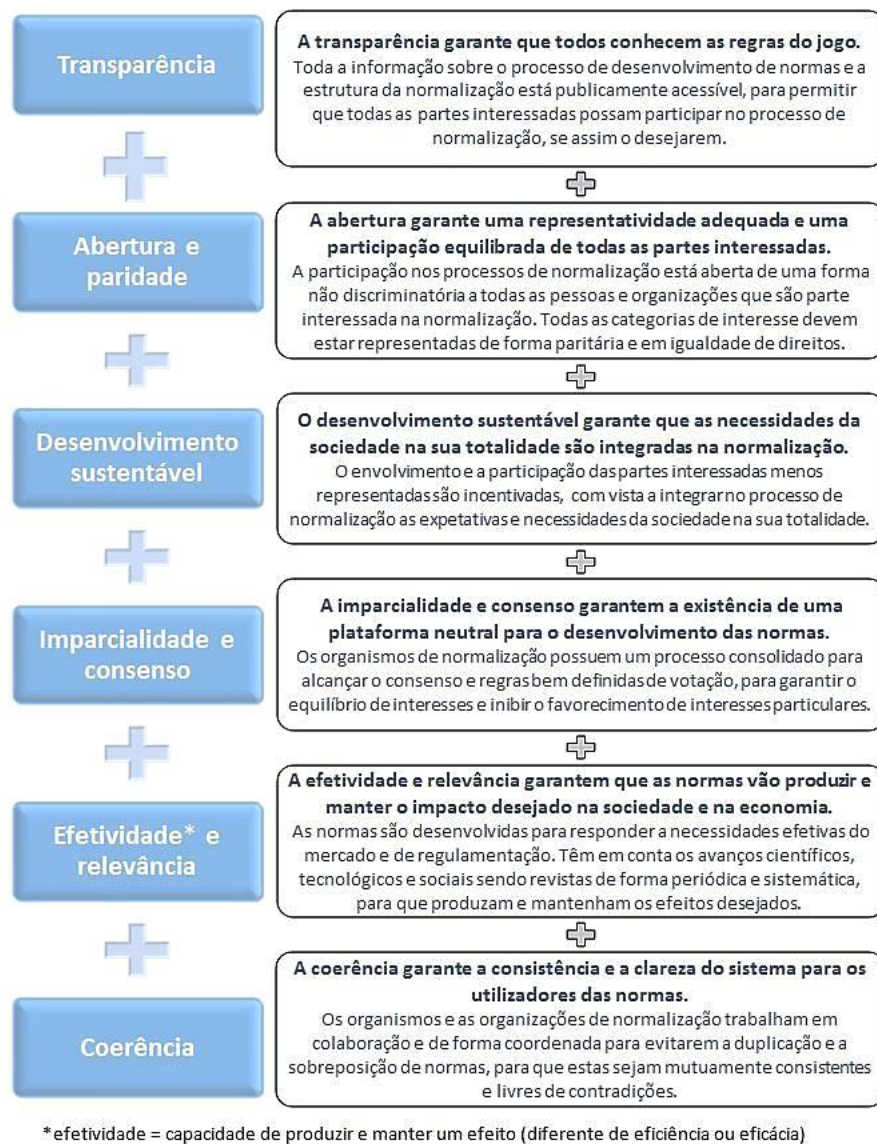 Transparência
A transparência garante que todos conhecem as regras do jogo.
Toda a informação sobre o processo de desenvolvimento de normas e a
estrutura da normalização está publicamente acessível, para permitir
que todas as partes interessadas possam participar no processo de
normalização, se assim o desejarem.
Abertura e
paridade
A abertura garante uma representatividade adequada e uma
participação equilibrada de todas as partes interessadas.
A participação nos processos de normalização está aberta de uma forma
não discriminatória a todas as pessoas e organizações que são parte
interessada na normalização. Todas as categorias de interesse devem
estar representadas de forma paritária e em igualdade de direitos.
Desenvolvimento
sustentável
O desenvolvimento sustentável garante que as necessidades da
sociedade na sua totalidade são integradas na normalização.
O envolvimento e a participação das partes interessadas menos
representadas são incentivadas, com vista a integrar no processo de
normalização as expetativas e necessidades da sociedade na sua totalidade.
Imparcialidade e
consenso
A imparcialidade e consenso garantem a existência de uma
plataforma neutral para o desenvolvimento das normas.
Os organismos de normalização possuem um processo consolidado para
alcançar o consenso e regras bem definidas de votação, para garantir o
equilíbrio de interesses e inibir o favorecimento de interesses particulares.
Efetividade* e
relevância
A efetividade e relevância garantem que as normas vão produzir e
manter o impacto desejado na sociedade e na economia.
As normas são desenvolvidas para responder a necessidades efetivas do
mercado e de regulamentação. Têm em conta os avanços científicos,
tecnológicos e sociais sendo revistas de forma periódica e sistemática,
para que produzam e mantenham os efeitos desejados.
Coerência
A coerência garante a consistência e a clareza do sistema para os
utilizadores das normas.
Os organismos e as organizações de normalização trabalham em
colaboração e de forma coordenada para evitarem a duplicação e a
sobreposição de normas, para que estas sejam mutuamente consistentes
e livres de contradições.
*efetividade = capacidade de produzir e manter um efeito (diferente de eficiência ou eficácia)